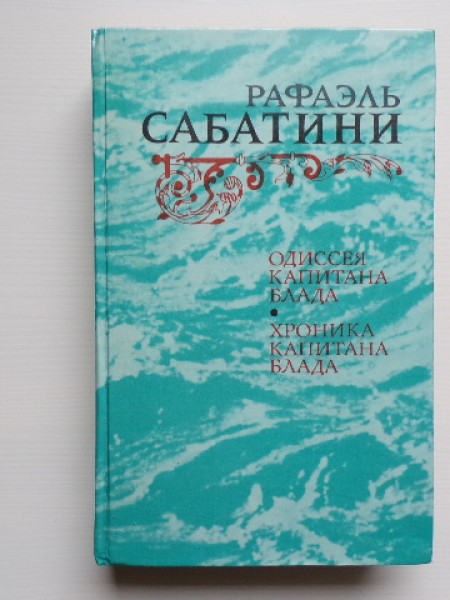 РАФАЭЛЬ
САБАТИНИ
ОДИССЕЯ
КАПИТАНА
БЛАДА
•
ХРОНИКА
КАПИТАНА
БЛАДА